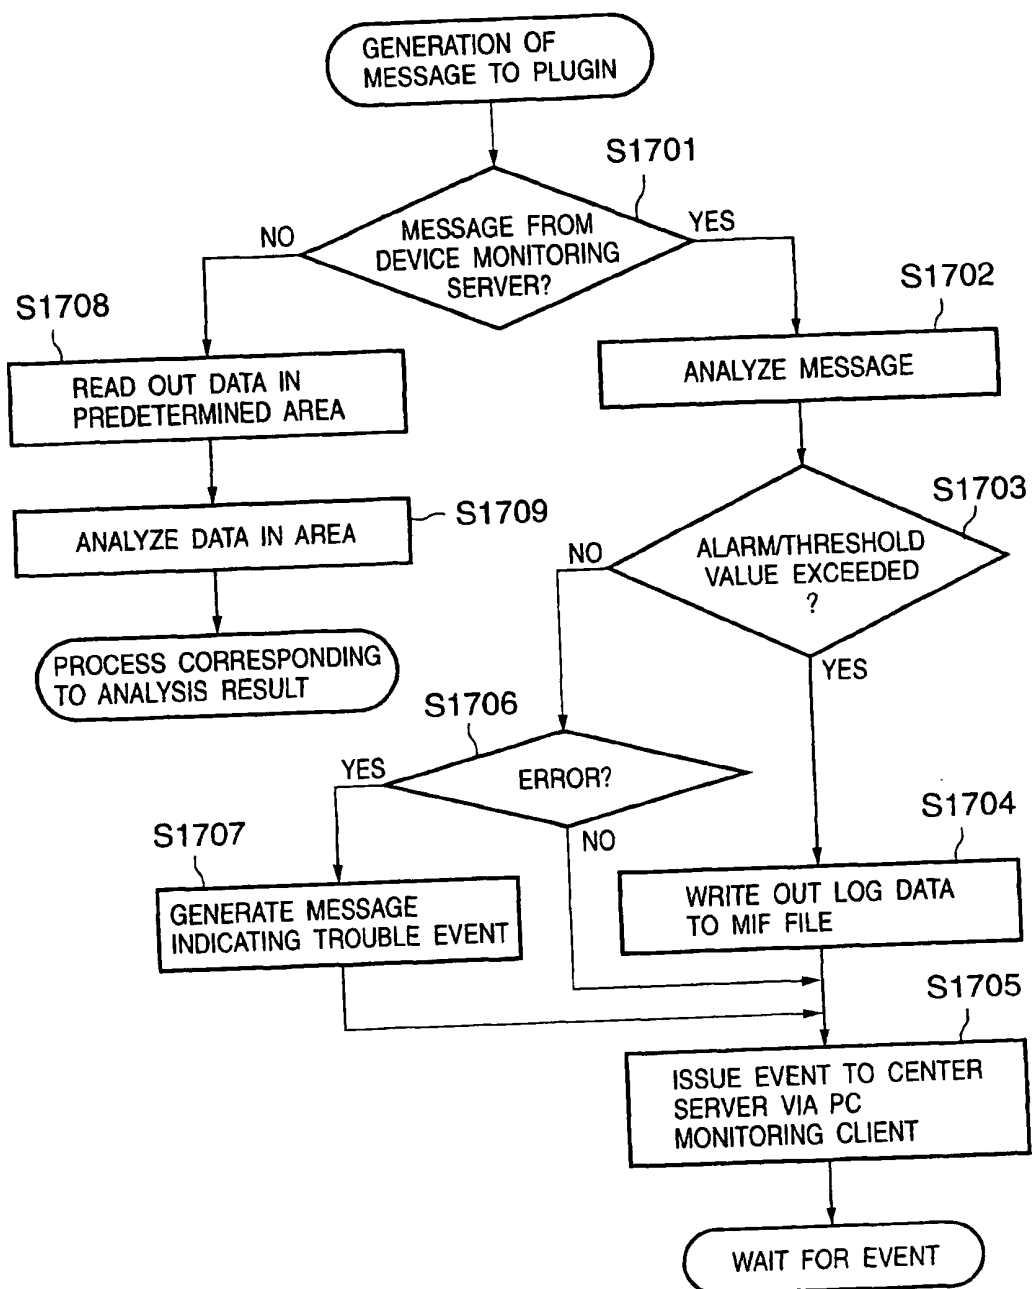 GENERATION OF
MESSAGE TO PLUGIN
S1701
MESSAGE FROM
DEVICE MONITORING
SERVER?
NO
YES
S1708
READ OUT DATA IN
PREDETERMINED AREA
S1702
ANALYZE MESSAGE
S1709
ANALYZE DATA IN AREA
S1703
ALARM/THRESHOLD
VALUE EXCEEDED
?
NO
YES
PROCESS CORRESPONDING
TO ANALYSIS RESULT
S1706
ERROR?
YES
NO
S1707
GENERATE MESSAGE
INDICATING TROUBLE EVENT
S1704
WRITE OUT LOG DATA
TO MIF FILE
S1705
ISSUE EVENT TO CENTER
SERVER VIA PC
MONITORING CLIENT
WAIT FOR EVENT